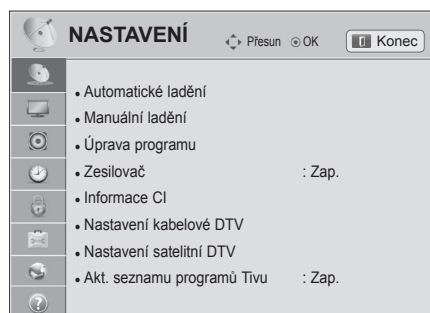 NASTAVENÍ Přesun OK Konec
• Automatické ladění
• Manuální ladění
• Úprava programu
• Zesilovač : Zap.
• Informace CI
• Nastavení kabelové DTV
• Nastavení satelitní DTV
• Akt. seznamu programů Tivu : Zap.